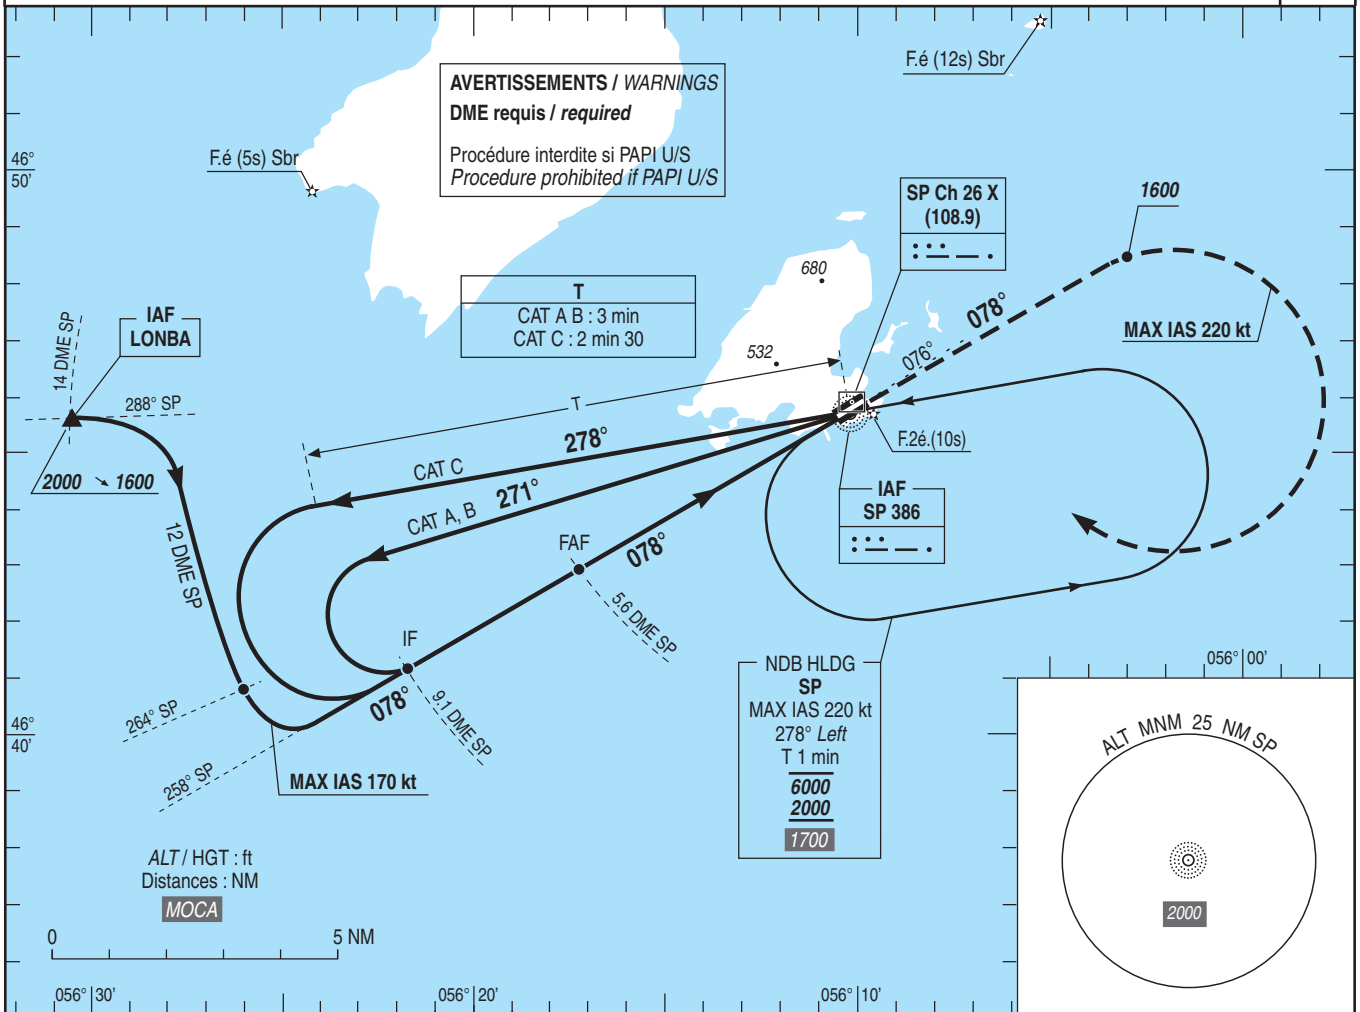 F.é (12s) Sbr
AVERTISSEMENTS / WARNINGS
DME requis / required
Procédure interdite si PAPI U/S
Procedure prohibited if PAPI U/S
46°
50'
F.é (5s) Sbr
SP Ch 26 X
(108.9)
1600
680
T
CAT A B : 3 min
CAT C : 2 min 30
078°
MAX IAS 220 kt
IAF
LONBA
14 DME SP
532
076°
288° SP
T
278°
F.2é.(10s)
2000 1600
CAT C
271°
IAF
SP 386
CAT A, B
12 DME SP
FAF
078°
5.6 DME SP
IF
NDB HLDG
SP
MAX IAS 220 kt
278° Left
T 1 min
6000
2000
1700
056° 00'
264° SP
078°
9.1 DME SP
46°
40'
258° SP
MAX IAS 170 kt
ALT MNM 25 NM SP
2000
ALT / HGT : ft
Distances : NM
MOCA
0 5 NM
056° 30' 056° 20' 056° 10'